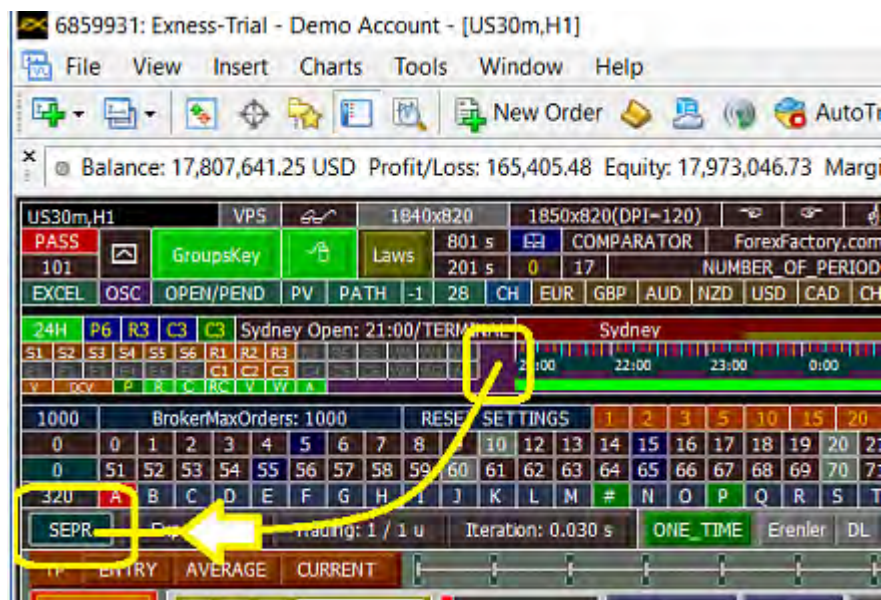 6859931: Exness-Trial - Demo Account - [US30m,H1]
File View Insert Charts Tools Window Help
New Order AutoTr
Balance: 17,807,641.25 USD Profit/Loss: 165,405.48 Equity: 17,973,046.73 Margi
US30m,H1 VPS 1840x820 1850x820(DPI=120)
PASS GroupsKey Laws 801 s COMPARATOR ForexFactory.com
101 201 s 0 17 NUMBER_OF_PERIOD
EXCEL OSC OPEN/PEND PV PATH -1 28 CH EUR GBP AUD NZD USD CAD CH
24H P6 R3 C3 C3 Sydney Open: 21:00/TERMINAL Sydney
S1 S2 S3 S4 S5 S6 R1 R2 R3
C1 C2 C3 22:00 23:00 0:00
V DCV P R C RC V W A
1000 BrokerMaxOrders: 1000 RESET SETTINGS 1 2 3 5 10 15 20
0 0 1 2 3 4 5 6 7 8 10 12 13 14 15 16 17 18 19 20 21
0 51 52 53 54 55 56 57 58 59 60 61 62 63 64 65 66 67 68 69 70 71
320 A B C D E F G H I J K L M # N O P Q R S T
SEPR Trading: 1 / 1 u Iteration: 0.030 s ONE_TIME Erenler DL
TP ENTRY AVERAGE CURRENT